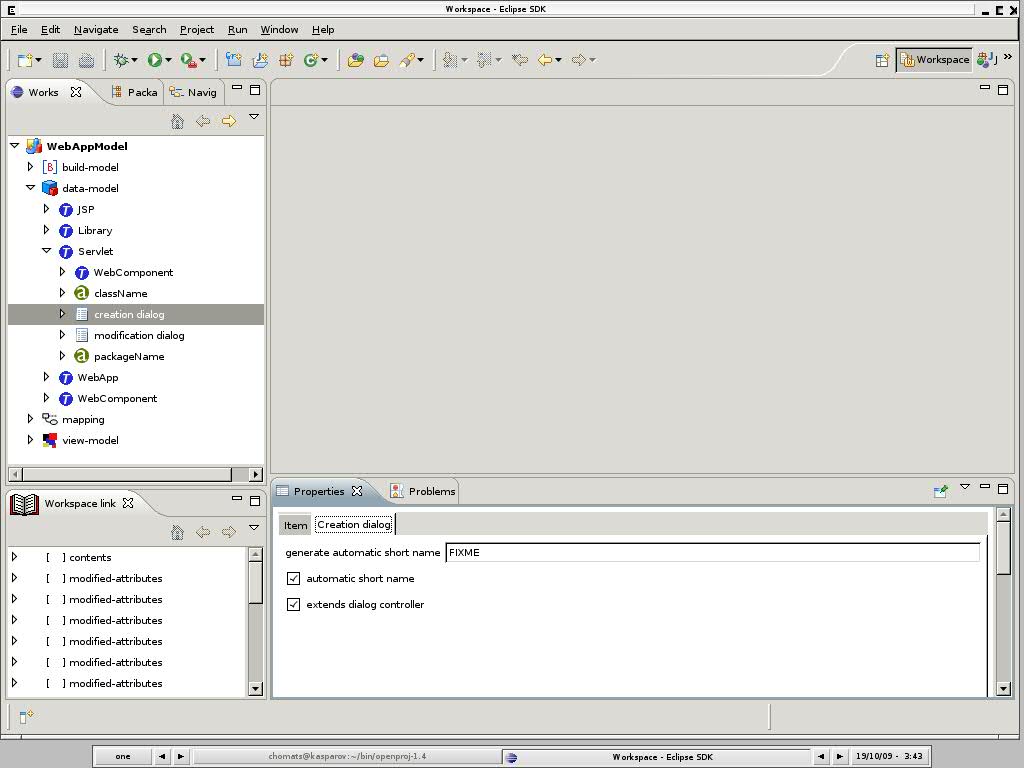 Workspace - Eclipse SDK
File Edit Navigate Search Project Run Window Help
Workspace J »
Works Packa Navig
WebAppModel
[B] build-model
data-model
T JSP
T Library
T Servlet
T WebComponent
a className
creation dialog
modification dialog
a packageName
T WebApp
T WebComponent
mapping
view-model
Workspace link
[ ] contents
[ ] modified-attributes
[ ] modified-attributes
[ ] modified-attributes
[ ] modified-attributes
[ ] modified-attributes
[ ] modified-attributes
Properties Problems
Item Creation dialog
generate automatic short name FIXME
automatic short name
extends dialog controller
one chomats@kasparov:~/bin/openproj-1.4 Workspace - Eclipse SDK 19/10/09 - 3:43